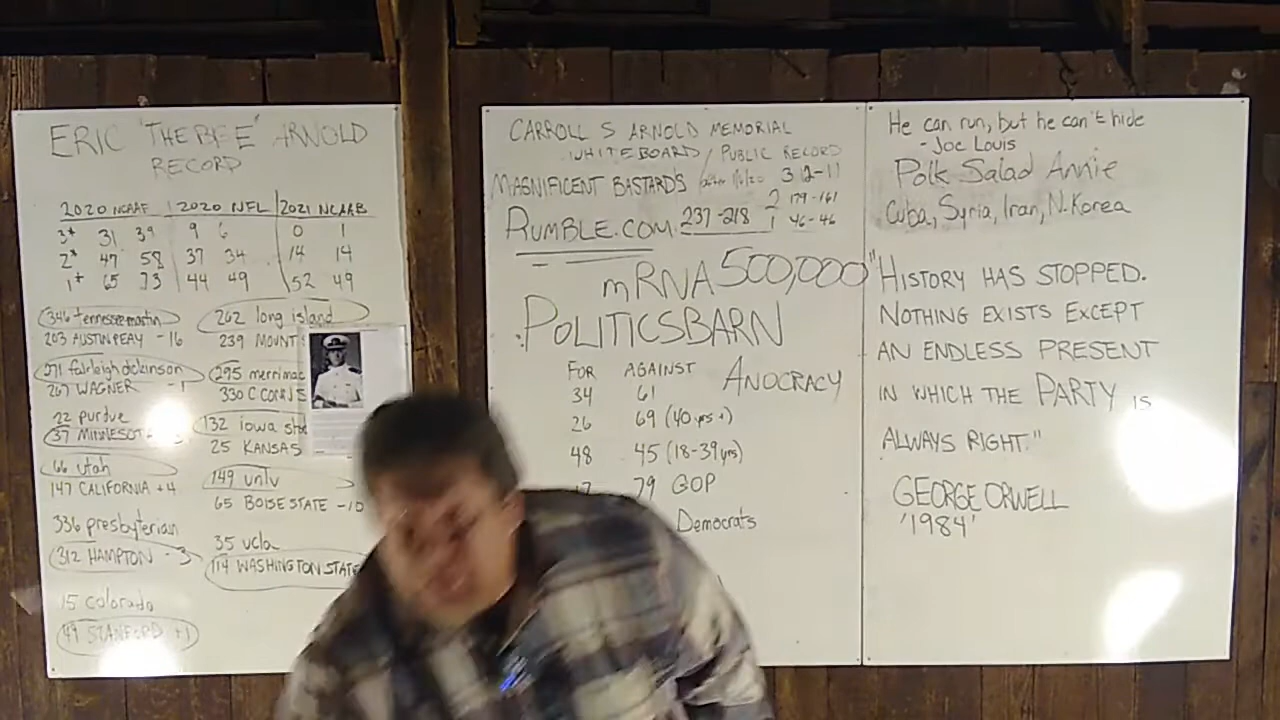 ERIC "THE BEE" ARNOLD
RECORD
2020 NCAAF 2020 NFL 2021 NCAAB
3* 31 39 9 6 0 1
2* 47 58 37 34 14 14
1* 65 73 44 49 52 49
346 tennessee martin
203 AUSTIN PEAY -16
271 fairleigh dickinson
267 WAGNER -1
22 purdue
37 MINNESOTA
66 utah
147 CALIFORNIA +4
336 presbyterian
312 HAMPTON -3
15 colorado
49 STANFORD +1
262 long island
239 MOUNT
295 merrimac
330 C CONN S
132 iowa sta
25 KANSAS
149 unlv
65 BOISE STATE -10
35 ucla
114 WASHINGTON STATE
CARROLL S ARNOLD MEMORIAL
WHITEBOARD / PUBLIC RECORD
MAGNIFICENT BASTARDS 3 12-11
2 179-161
RUMBLE.COM 237-218 1 46-46
mRNA 500,000
POLITICSBARN
FOR AGAINST
ANOCRACY
34 61
26 69 (40 yrs+)
48 45 (18-39 yrs)
79 GOP
Democrats
He can run, but he can't hide
- Joe Louis
Polk Salad Annie
Cuba, Syria, Iran, N. Korea
"HISTORY HAS STOPPED.
NOTHING EXISTS EXCEPT
AN ENDLESS PRESENT
IN WHICH THE PARTY IS
ALWAYS RIGHT."
GEORGE ORWELL
'1984'